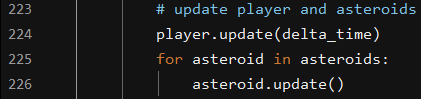 223 # update player and asteroids
224 player.update(delta_time)
225 for asteroid in asteroids:
226 asteroid.update()